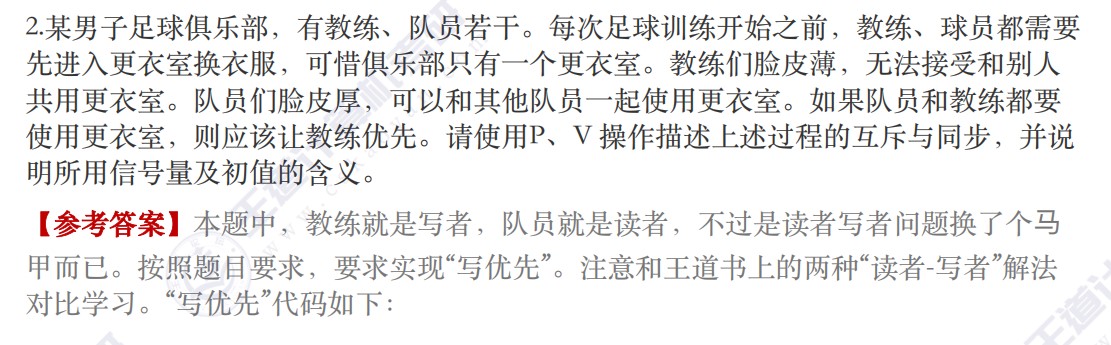 2.某男子足球俱乐部，有教练、队员若干。每次足球训练开始之前，教练、球员都需要
先进入更衣室换衣服，可惜俱乐部只有一个更衣室。教练们脸皮薄，无法接受和别人
共用更衣室。队员们脸皮厚，可以和其他队员一起使用更衣室。如果队员和教练都要
使用更衣室，则应该让教练优先。请使用P、V 操作描述上述过程的互斥与同步，并说
明所用信号量及初值的含义。
【参考答案】本题中，教练就是写者，队员就是读者，不过是读者写者问题换了个马
甲而已。按照题目要求，要求实现“写优先”。注意和王道书上的两种“读者-写者”解法
对比学习。“写优先”代码如下：